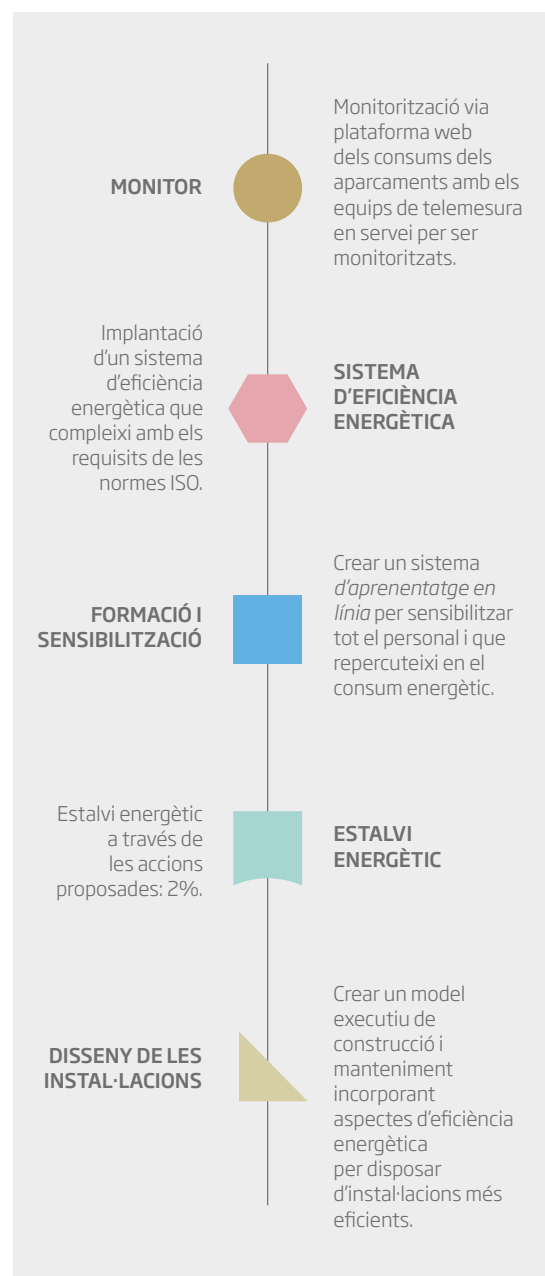 MONITOR
Monitorització via
plataforma web
dels consums dels
aparcaments amb els
equips de telemesura
en servei per ser
monitoritzats.
Implantació
d'un sistema
d'eficiència
energètica que
compleixi amb els
requisits de les
normes ISO.
SISTEMA
D'EFICIÈNCIA
ENERGÈTICA
FORMACIÓ I
SENSIBILITZACIÓ
Crear un sistema
d'aprenentatge en
línia per sensibilitzar
tot el personal i que
repercuteixi en el
consum energètic.
Estalvi energètic
a través de
les accions
proposades: 2%.
ESTALVI
ENERGÈTIC
DISSENY DE LES
INSTAL·LACIONS
Crear un model
executiu de
construcció i
manteniment
incorporant
aspectes d'eficiència
energètica
per disposar
d'instal·lacions més
eficients.